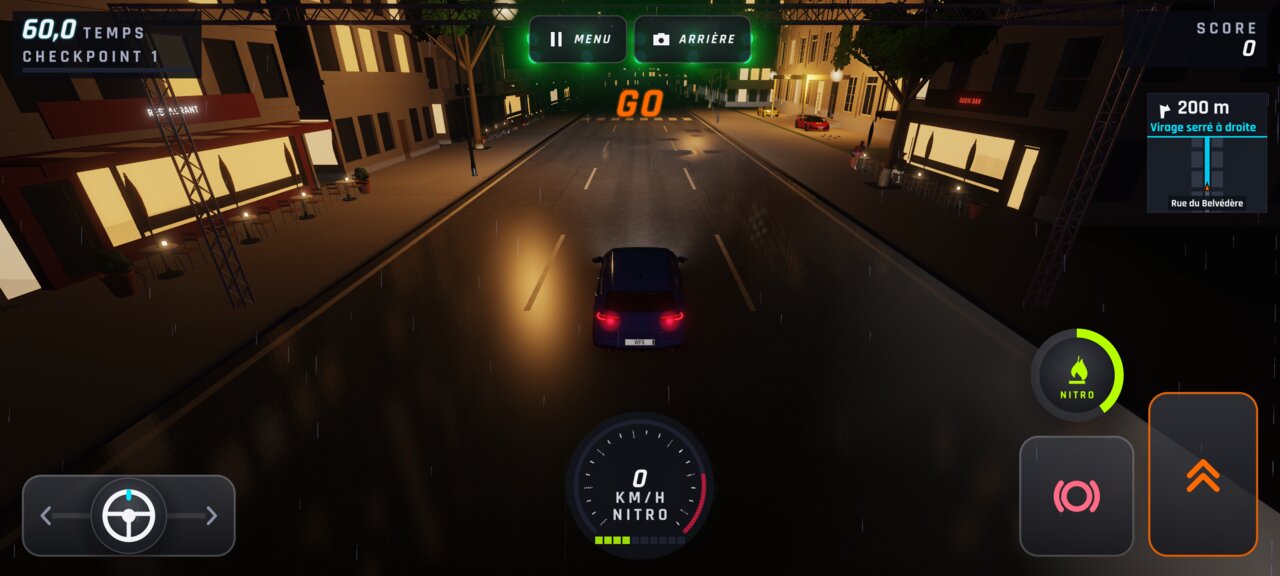 60,0 TEMPS
CHECKPOINT 1
MENU
ARRIÈRE
SCORE
0
GO
RESTAURANT
SUSHI BAR
200 m
Virage serré à droite
Rue du Belvédère
NITRO
0
KM/H
NITRO